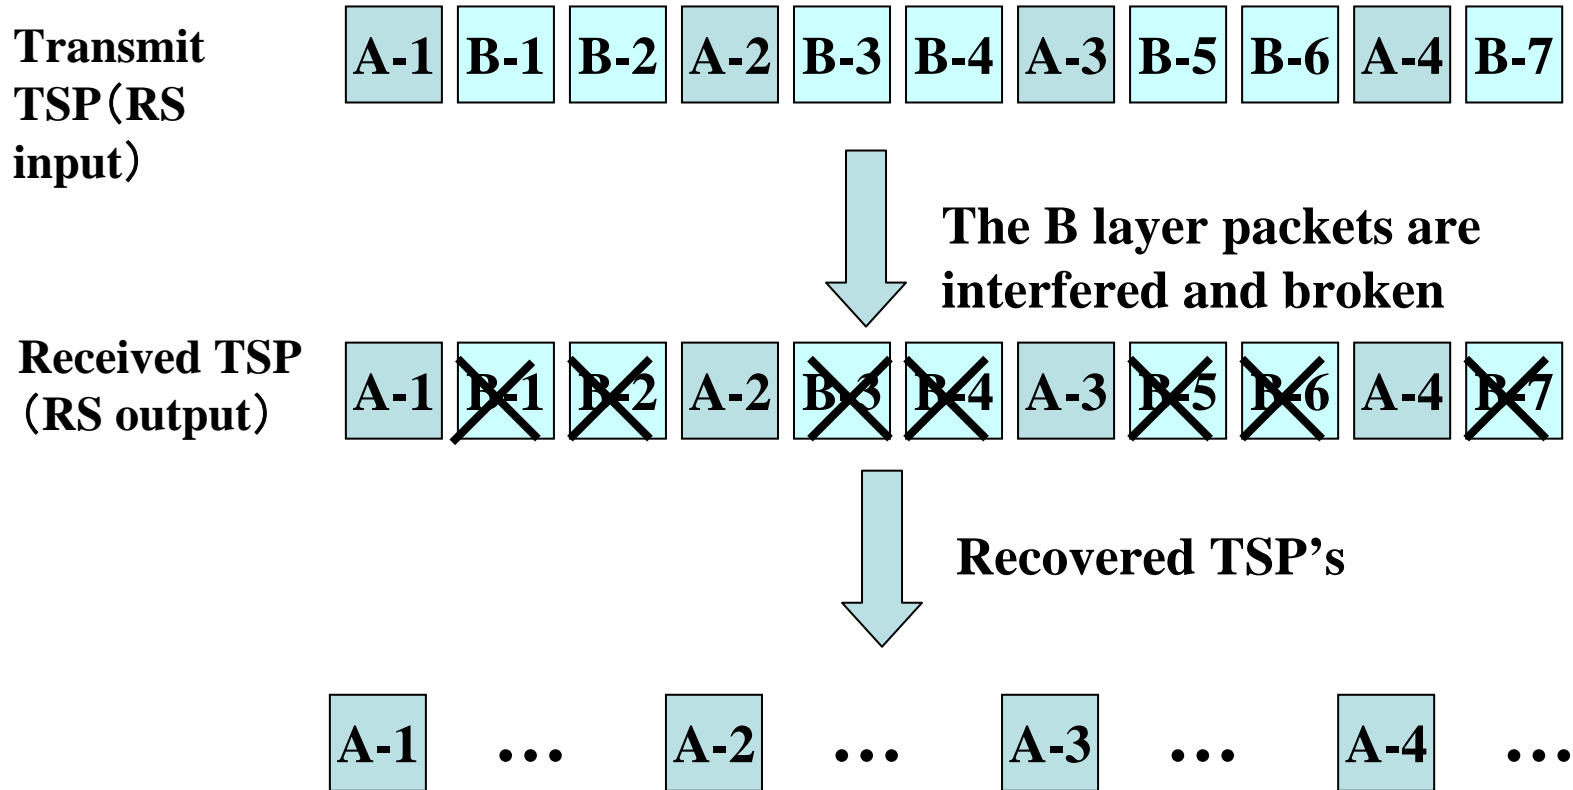 Transmit
TSP（RS
input）
A-1 B-1 B-2 A-2 B-3 B-4 A-3 B-5 B-6 A-4 B-7
The B layer packets are
interfered and broken
Received TSP
（RS output）
A-1 B-1 B-2 A-2 B-3 B-4 A-3 B-5 B-6 A-4 B-7
Recovered TSP’s
A-1 … A-2 … A-3 … A-4 …